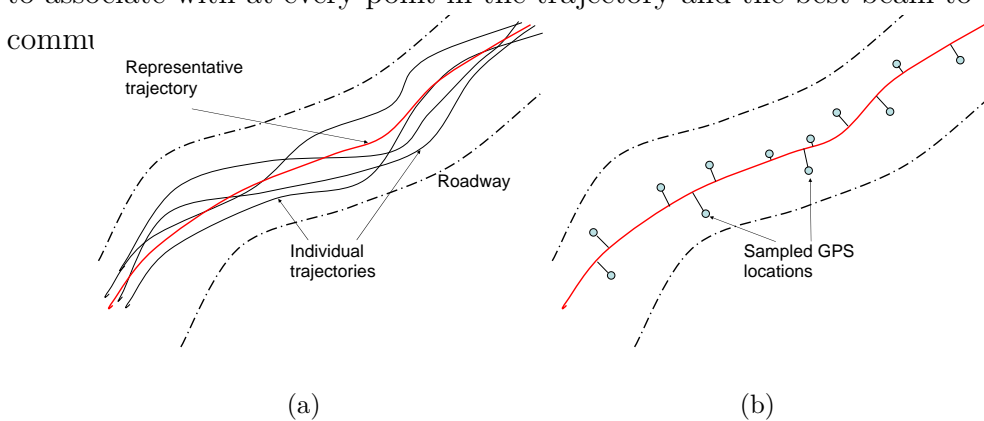 to associate with at every point in the trajectory and the best beam to
commu
Representative
trajectory
Roadway
Individual
trajectories
Sampled GPS
locations
(a)
(b)